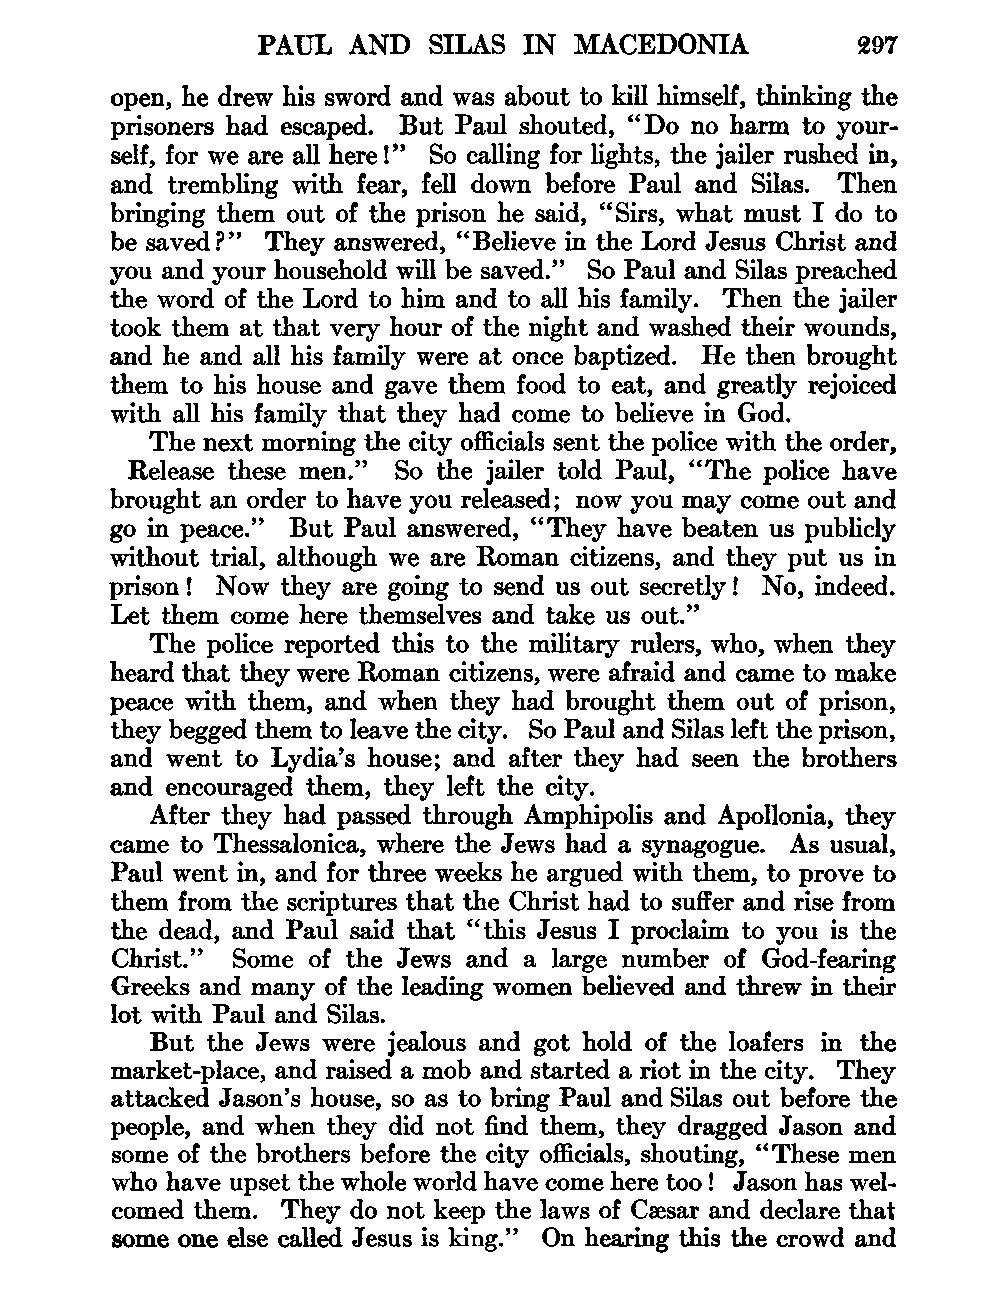 PAUL AND SILAS IN MACEDONIA 297
open, he drew his sword and was about to kill himself, thinking the
prisoners had escaped. But Paul shouted, “Do no harm to your-
self, for we are all here!” So calling for lights, the jailer rushed in,
and trembling with fear, fell down before Paul and Silas. Then
bringing them out of the prison he said, “Sirs, what must I do to
be saved?” They answered, “Believe in the Lord Jesus Christ and
you and your household will be saved.” So Paul and Silas preached
the word of the Lord to him and to all his family. Then the jailer
took them at that very hour of the night and washed their wounds,
and he and all his family were at once baptized. He then brought
them to his house and gave them food to eat, and greatly rejoiced
with all his family that they had come to believe in God.
The next morning the city officials sent the police with the order,
Release these men.” So the jailer told Paul, “The police have
brought an order to have you released; now you may come out and
go in peace.” But Paul answered, “They have beaten us publicly
without trial, although we are Roman citizens, and they put us in
prison! Now they are going to send us out secretly! No, indeed.
Let them come here themselves and take us out.”
The police reported this to the military rulers, who, when they
heard that they were Roman citizens, were afraid and came to make
peace with them, and when they had brought them out of prison,
they begged them to leave the city. So Paul and Silas left the prison,
and went to Lydia’s house; and after they had seen the brothers
and encouraged them, they left the city.
After they had passed through Amphipolis and Apollonia, they
came to Thessalonica, where the Jews had a synagogue. As usual,
Paul went in, and for three weeks he argued with them, to prove to
them from the scriptures that the Christ had to suffer and rise from
the dead, and Paul said that “this Jesus I proclaim to you is the
Christ.” Some of the Jews and a large number of God-fearing
Greeks and many of the leading women believed and threw in their
lot with Paul and Silas.
But the Jews were jealous and got hold of the loafers in the
market-place, and raised a mob and started a riot in the city. They
attacked Jason’s house, so as to bring Paul and Silas out before the
people, and when they did not find them, they dragged Jason and
some of the brothers before the city officials, shouting, “These men
who have upset the whole world have come here too! Jason has wel-
comed them. They do not keep the laws of Cæsar and declare that
some one else called Jesus is king.” On hearing this the crowd and